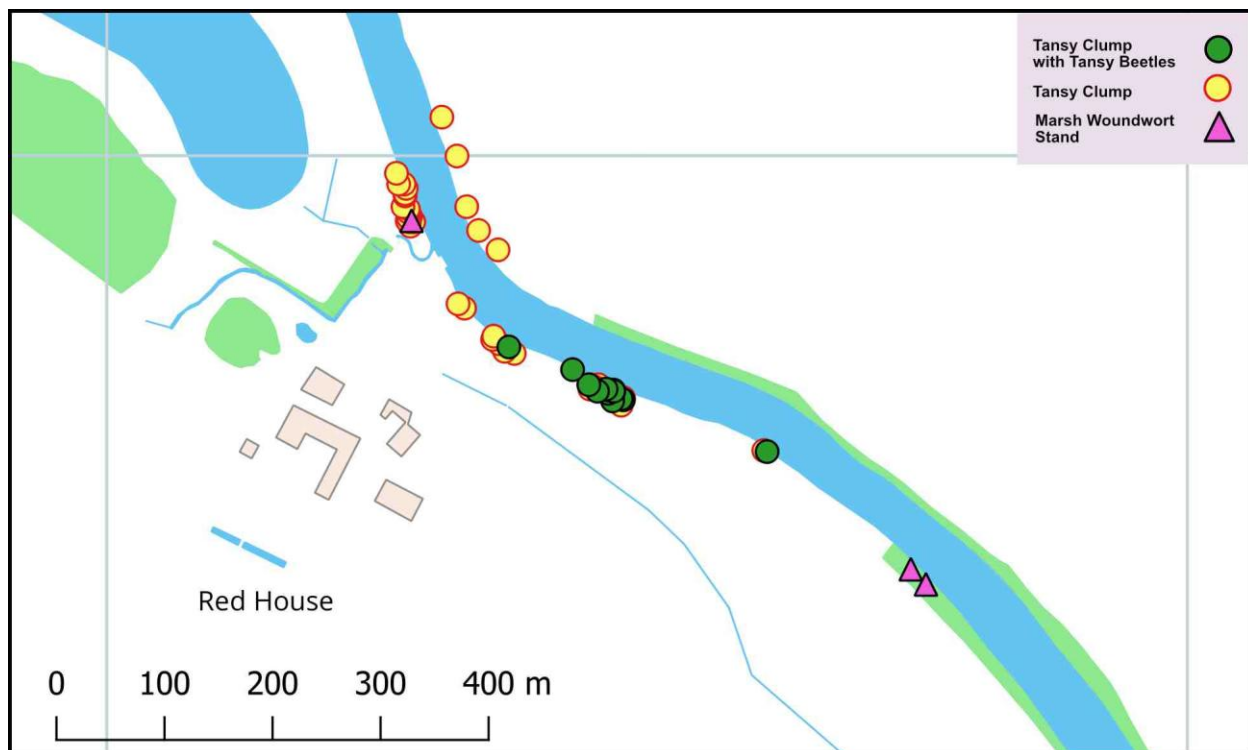 Tansy Clump
with Tansy Beetles
Tansy Clump
Marsh Woundwort
Stand
Red House
0 100 200 300 400 m